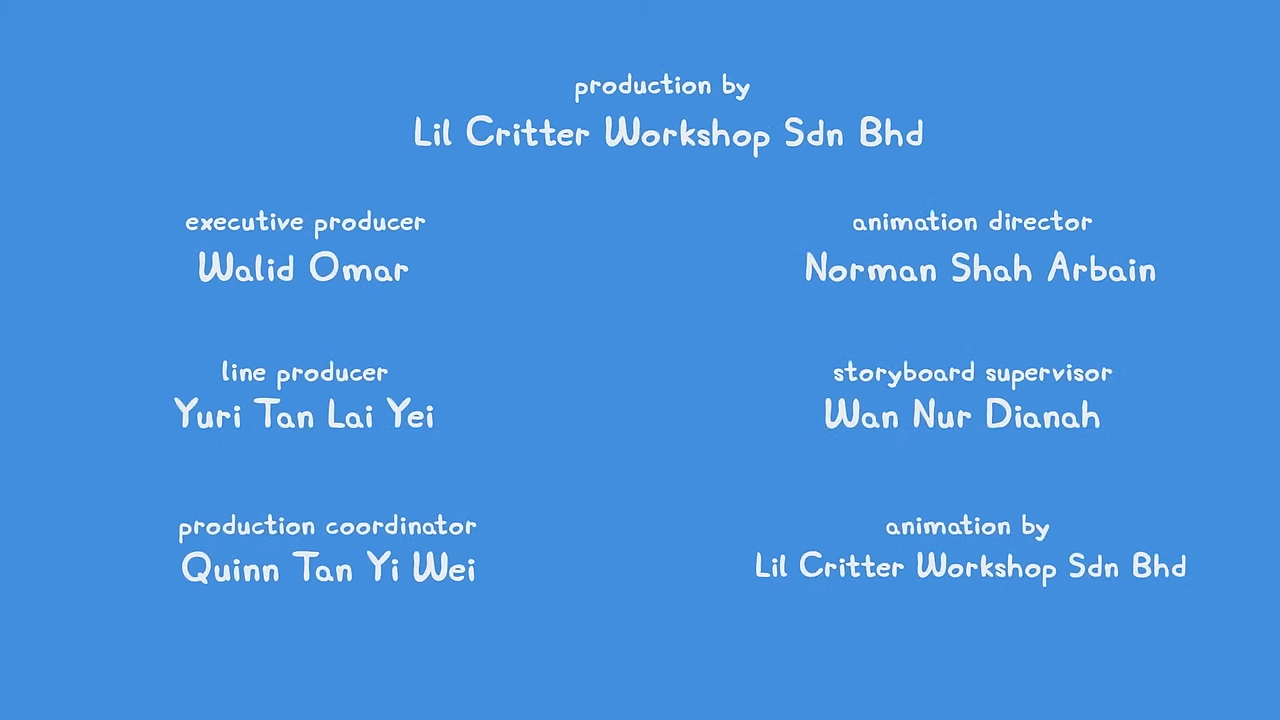 production by
Lil Critter Workshop Sdn Bhd
executive producer
Walid Omar
animation director
Norman Shah Arbain
line producer
Yuri Tan Lai Yei
storyboard supervisor
Wan Nur Dianah
production coordinator
Quinn Tan Yi Wei
animation by
Lil Critter Workshop Sdn Bhd